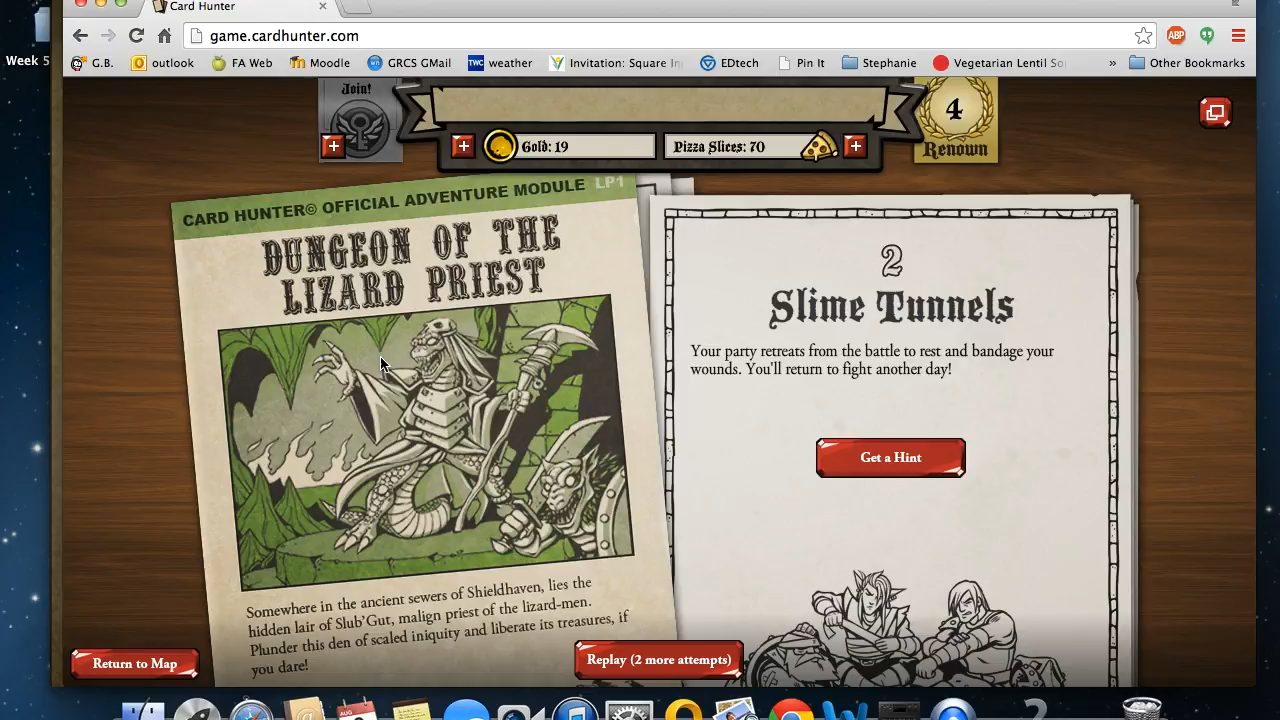 Card Hunter
game.cardhunter.com
ABP
G.B.
outlook
FA Web
Moodle
GRCS GMail
TWC weather
Invitation: Square In
EDtech
Pin It
Stephanie
Vegetarian Lentil So
» Other Bookmarks
Week 5
Join!
Gold: 19
Pizza Slices: 70
4
Renown
CARD HUNTER© OFFICIAL ADVENTURE MODULE LP1
DUNGEON OF THE
LIZARD PRIEST
Somewhere in the ancient sewers of Shieldhaven, lies the
hidden lair of Slub'Gut, malign priest of the lizard-men.
Plunder this den of scaled iniquity and liberate its treasures, if
you dare!
2
Slime Tunnels
Your party retreats from the battle to rest and bandage your
wounds. You'll return to fight another day!
Get a Hint
Return to Map
Replay (2 more attempts)